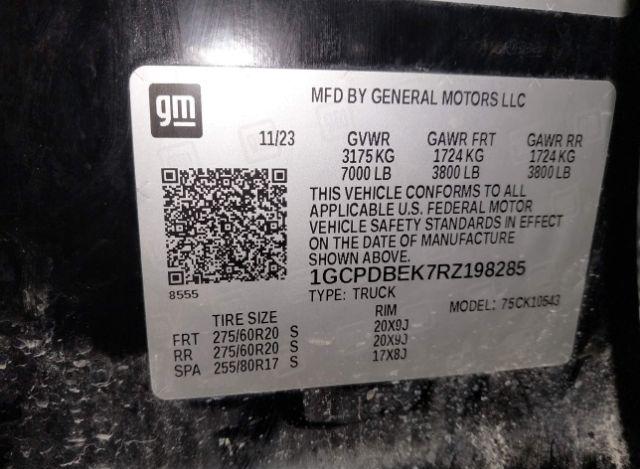 gm
MFD BY GENERAL MOTORS LLC
11/23 GVWR GAWR FRT GAWR RR
3175 KG 1724 KG 1724 KG
7000 LB 3800 LB 3800 LB
THIS VEHICLE CONFORMS TO ALL
APPLICABLE U.S. FEDERAL MOTOR
VEHICLE SAFETY STANDARDS IN EFFECT
ON THE DATE OF MANUFACTURE
SHOWN ABOVE.
8555
1GCPDBEK7RZ198285
TYPE: TRUCK MODEL: 75CK10543
TIRE SIZE RIM
FRT 275/60R20 S 20X9J
RR 275/60R20 S 20X9J
SPA 255/80R17 S 17X8J